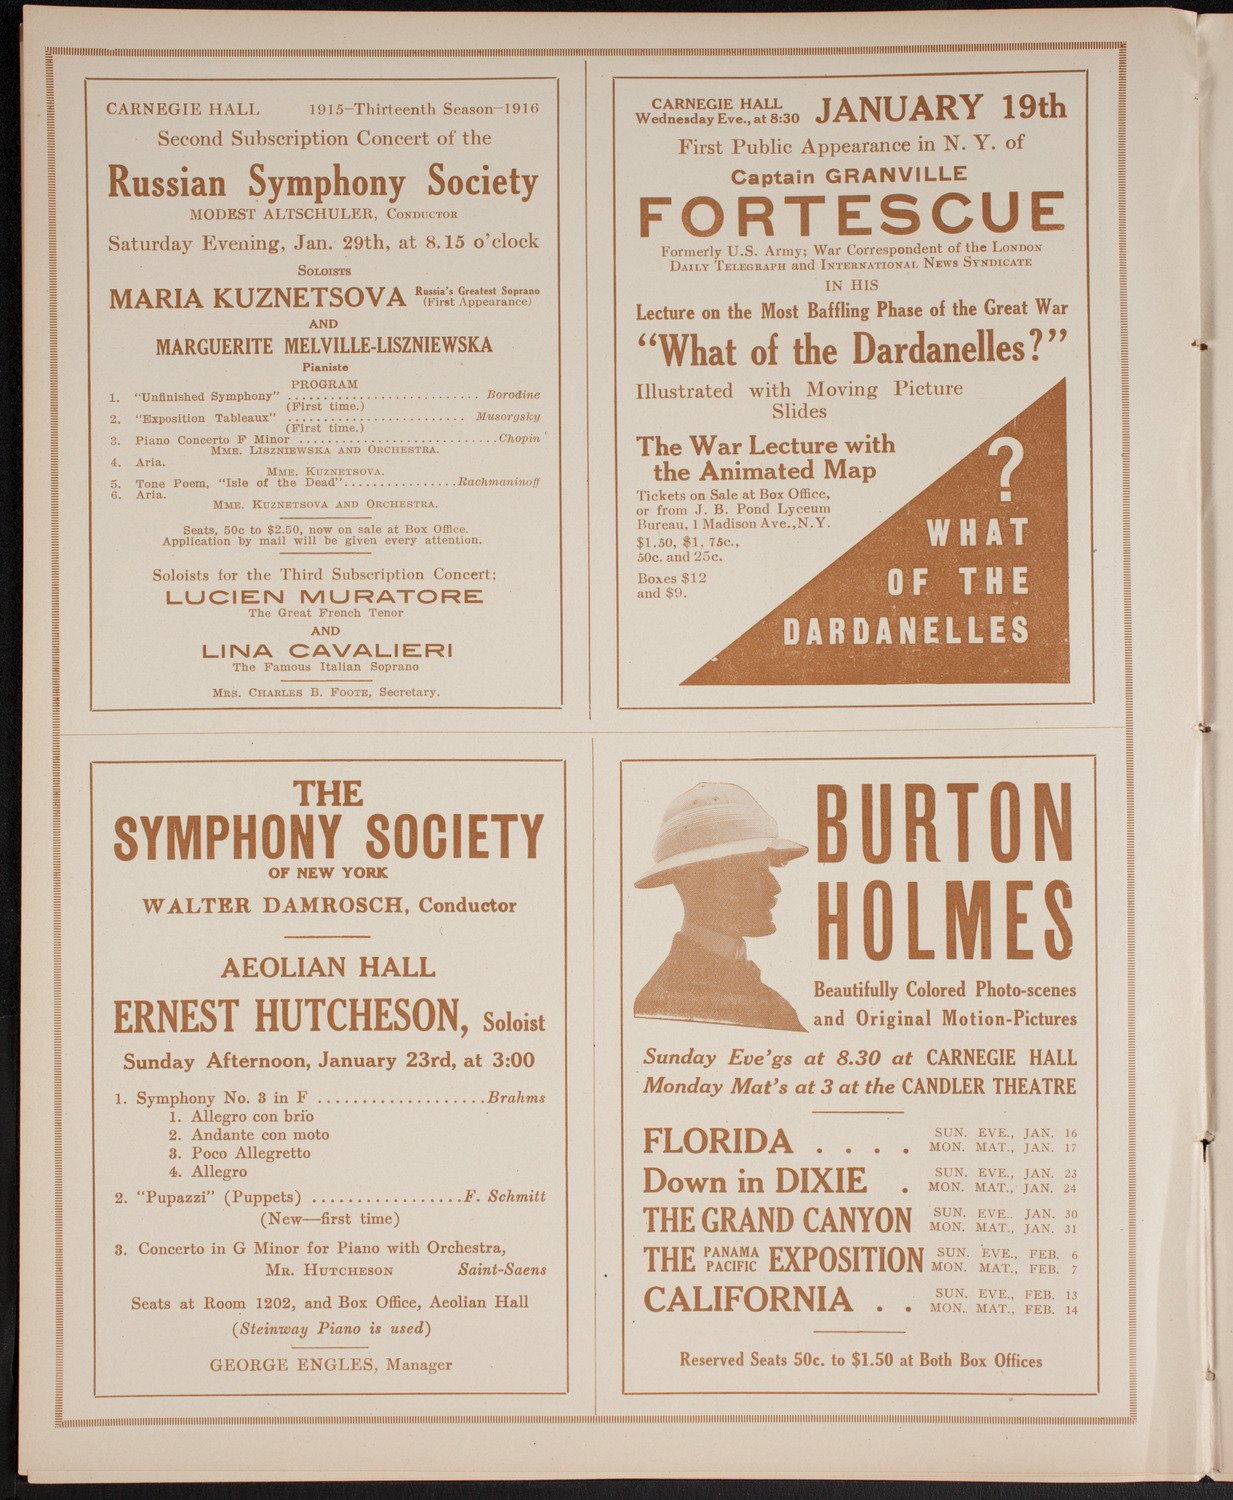 CARNEGIE HALL 1915–Thirteenth Season–1916
Second Subscription Concert of the
Russian Symphony Society
MODEST ALTSCHULER, CONDUCTOR
Saturday Evening, Jan. 29th, at 8.15 o'clock
SOLOISTS
MARIA KUZNETSOVA Russia's Greatest Soprano
(First Appearance)
AND
MARGUERITE MELVILLE-LISZNIEWSKA
Pianiste
PROGRAM
1. "Unfinished Symphony" .......................... Borodine
(First time.)
2. "Exposition Tableaux" ........................ Musorgsky
(First time.)
3. Piano Concerto F Minor ...........................Chopin
MME. LISZNIEWSKA AND ORCHESTRA.
4. Aria.
MME. KUZNETSOVA.
5. Tone Poem, "Isle of the Dead"................Rachmaninoff
6. Aria.
MME. KUZNETSOVA AND ORCHESTRA.
Seats, 50c to $2.50, now on sale at Box Office.
Application by mail will be given every attention.
Soloists for the Third Subscription Concert:
LUCIEN MURATORE
The Great French Tenor
AND
LINA CAVALIERI
The Famous Italian Soprano
MRS. CHARLES B. FOOTE, Secretary.
CARNEGIE HALL
Wednesday Eve., at 8:30 JANUARY 19th
First Public Appearance in N. Y. of
Captain GRANVILLE
FORTESCUE
Formerly U.S. Army; War Correspondent of the LONDON
DAILY TELEGRAPH and INTERNATIONAL NEWS SYNDICATE
IN HIS
Lecture on the Most Baffling Phase of the Great War
"What of the Dardanelles?"
Illustrated with Moving Picture
Slides
The War Lecture with
the Animated Map
Tickets on Sale at Box Office,
or from J. B. Pond Lyceum
Bureau, 1 Madison Ave., N.Y.
$1.50, $1. 75c.,
50c. and 25c.
Boxes $12
and $9.
?
WHAT
OF THE
DARDANELLES
THE
SYMPHONY SOCIETY
OF NEW YORK
WALTER DAMROSCH, Conductor
AEOLIAN HALL
ERNEST HUTCHESON, Soloist
Sunday Afternoon, January 23rd, at 3:00
1. Symphony No. 3 in F ...................Brahms
1. Allegro con brio
2. Andante con moto
3. Poco Allegretto
4. Allegro
2. "Pupazzi" (Puppets) .................F. Schmitt
(New—first time)
3. Concerto in G Minor for Piano with Orchestra,
MR. HUTCHESON Saint-Saens
Seats at Room 1202, and Box Office, Aeolian Hall
(Steinway Piano is used)
GEORGE ENGLES, Manager
BURTON
HOLMES
Beautifully Colored Photo-scenes
and Original Motion-Pictures
Sunday Eve'gs at 8.30 at CARNEGIE HALL
Monday Mat's at 3 at the CANDLER THEATRE
FLORIDA . . . . SUN. EVE., JAN. 16
MON. MAT., JAN. 17
Down in DIXIE . SUN. EVE., JAN. 23
MON. MAT., JAN. 24
THE GRAND CANYON SUN. EVE.. JAN. 30
MON. MAT., JAN. 31
THE PANAMA PACIFIC EXPOSITION SUN. EVE., FEB. 6
MON. MAT., FEB. 7
CALIFORNIA . . SUN. EVE., FEB. 13
MON. MAT., FEB. 14
Reserved Seats 50c. to $1.50 at Both Box Offices